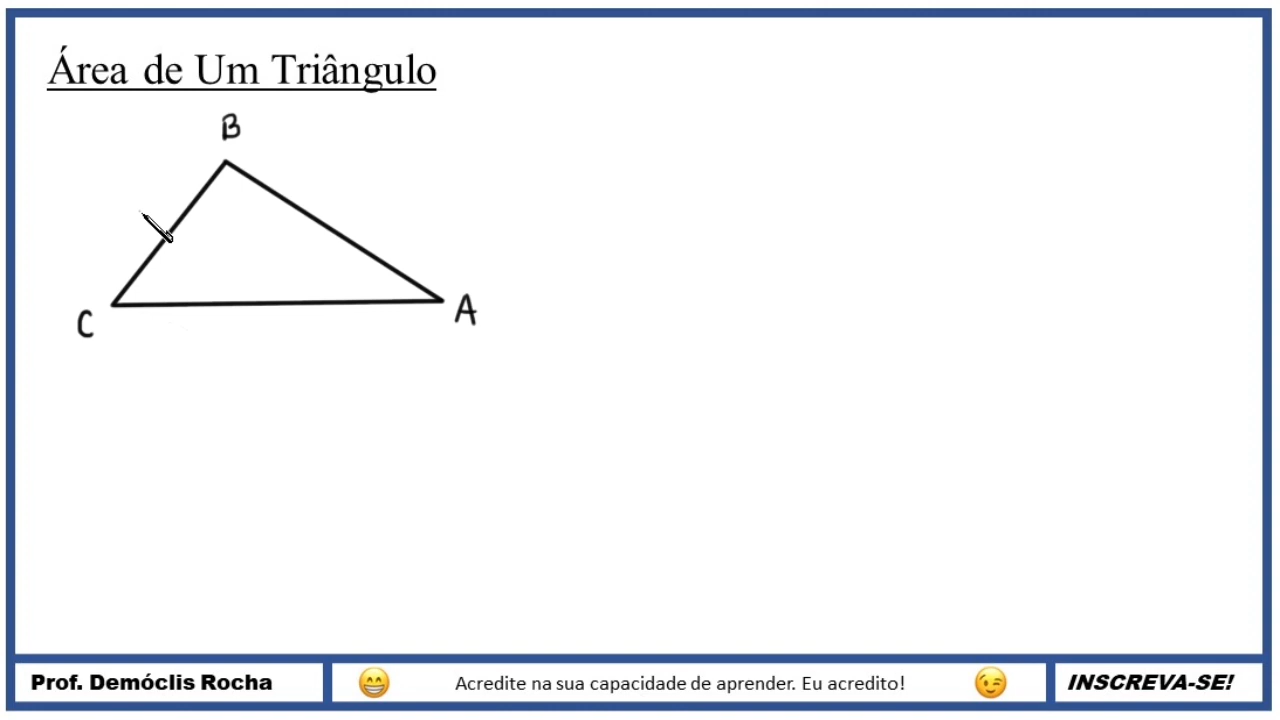 Área de Um Triângulo
B
C
A
Prof. Demóclis Rocha
Acredite na sua capacidade de aprender. Eu acredito!
INSCREVA-SE!